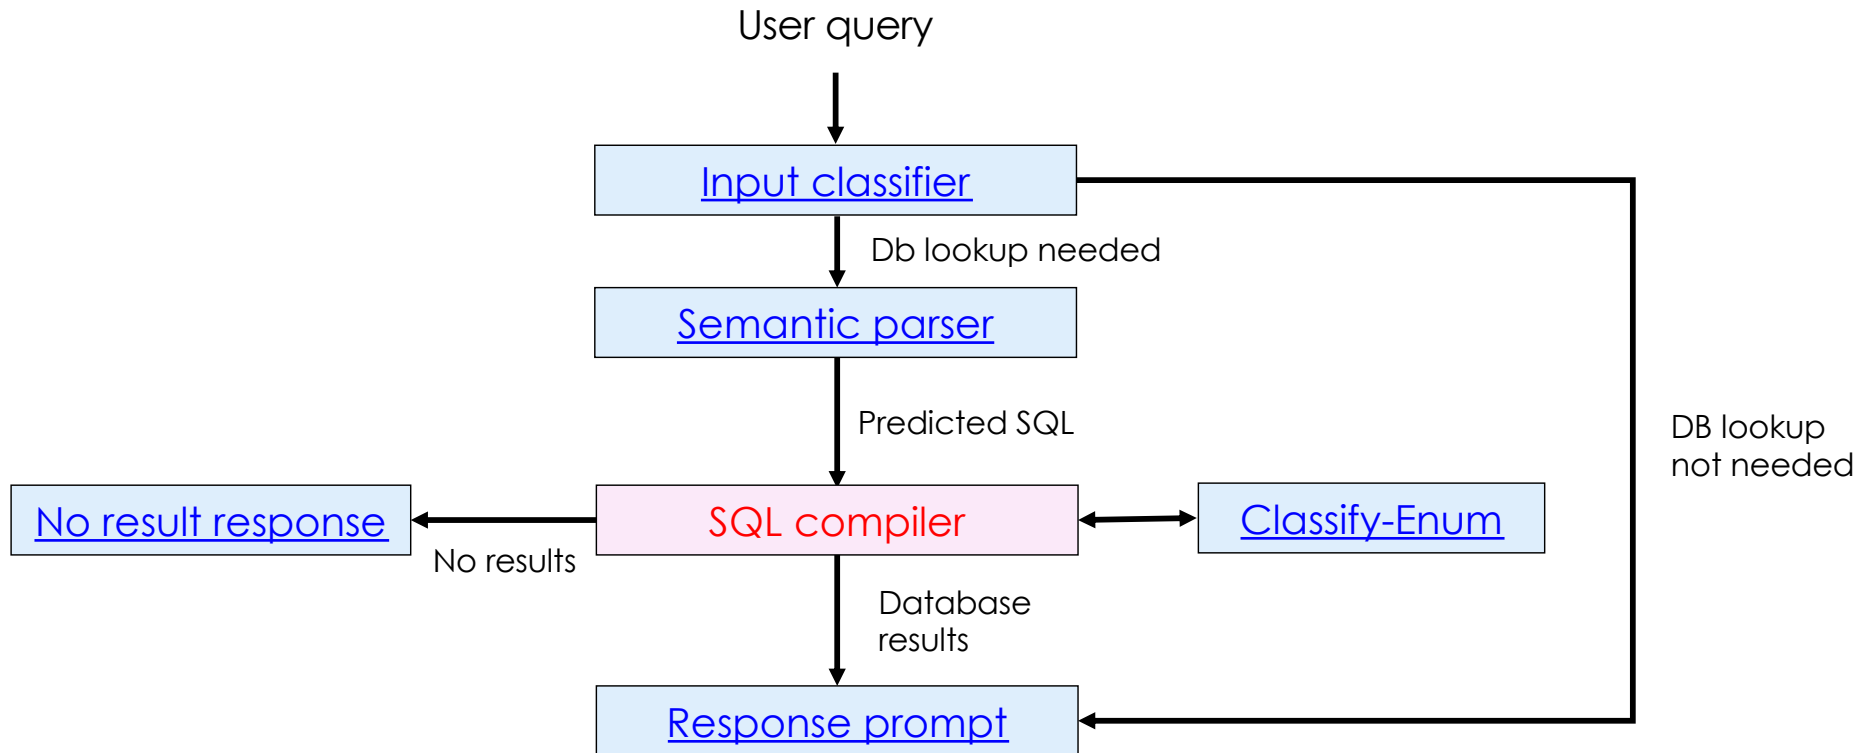 User query
Input classifier
Db lookup needed
Semantic parser
Predicted SQL
DB lookup
not needed
No result response
SQL compiler
Classify-Enum
No results
Database
results
Response prompt